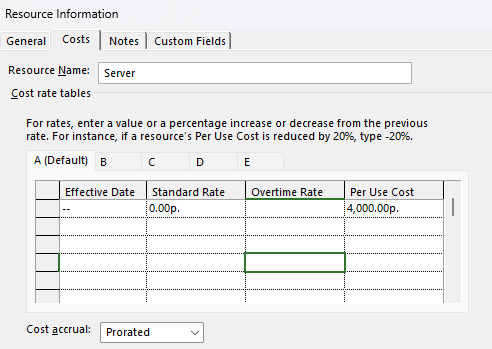 Resource Information
General Costs Notes Custom Fields
Resource Name: Server
Cost rate tables
For rates, enter a value or a percentage increase or decrease from the previous
rate. For instance, if a resource's Per Use Cost is reduced by 20%, type -20%.
A (Default) B C D E
Effective Date Standard Rate Overtime Rate Per Use Cost
-- 0.00p. 4,000.00p.
Cost accrual: Prorated